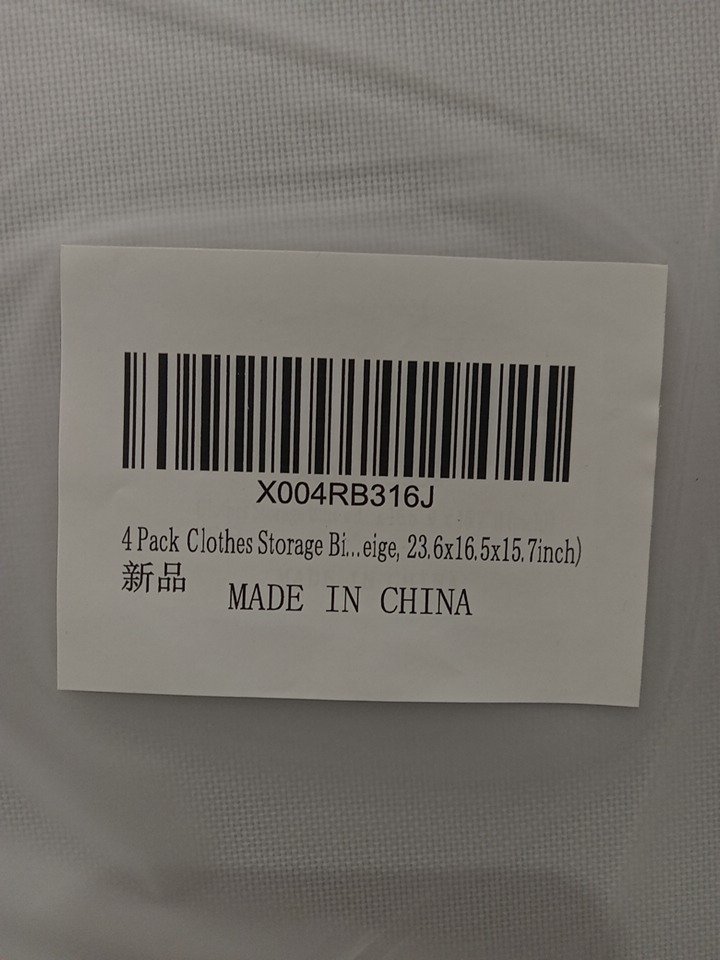 X004RB316J
4 Pack Clothes Storage Bi...eige, 23.6x16.5x15.7inch)
新品
MADE IN CHINA